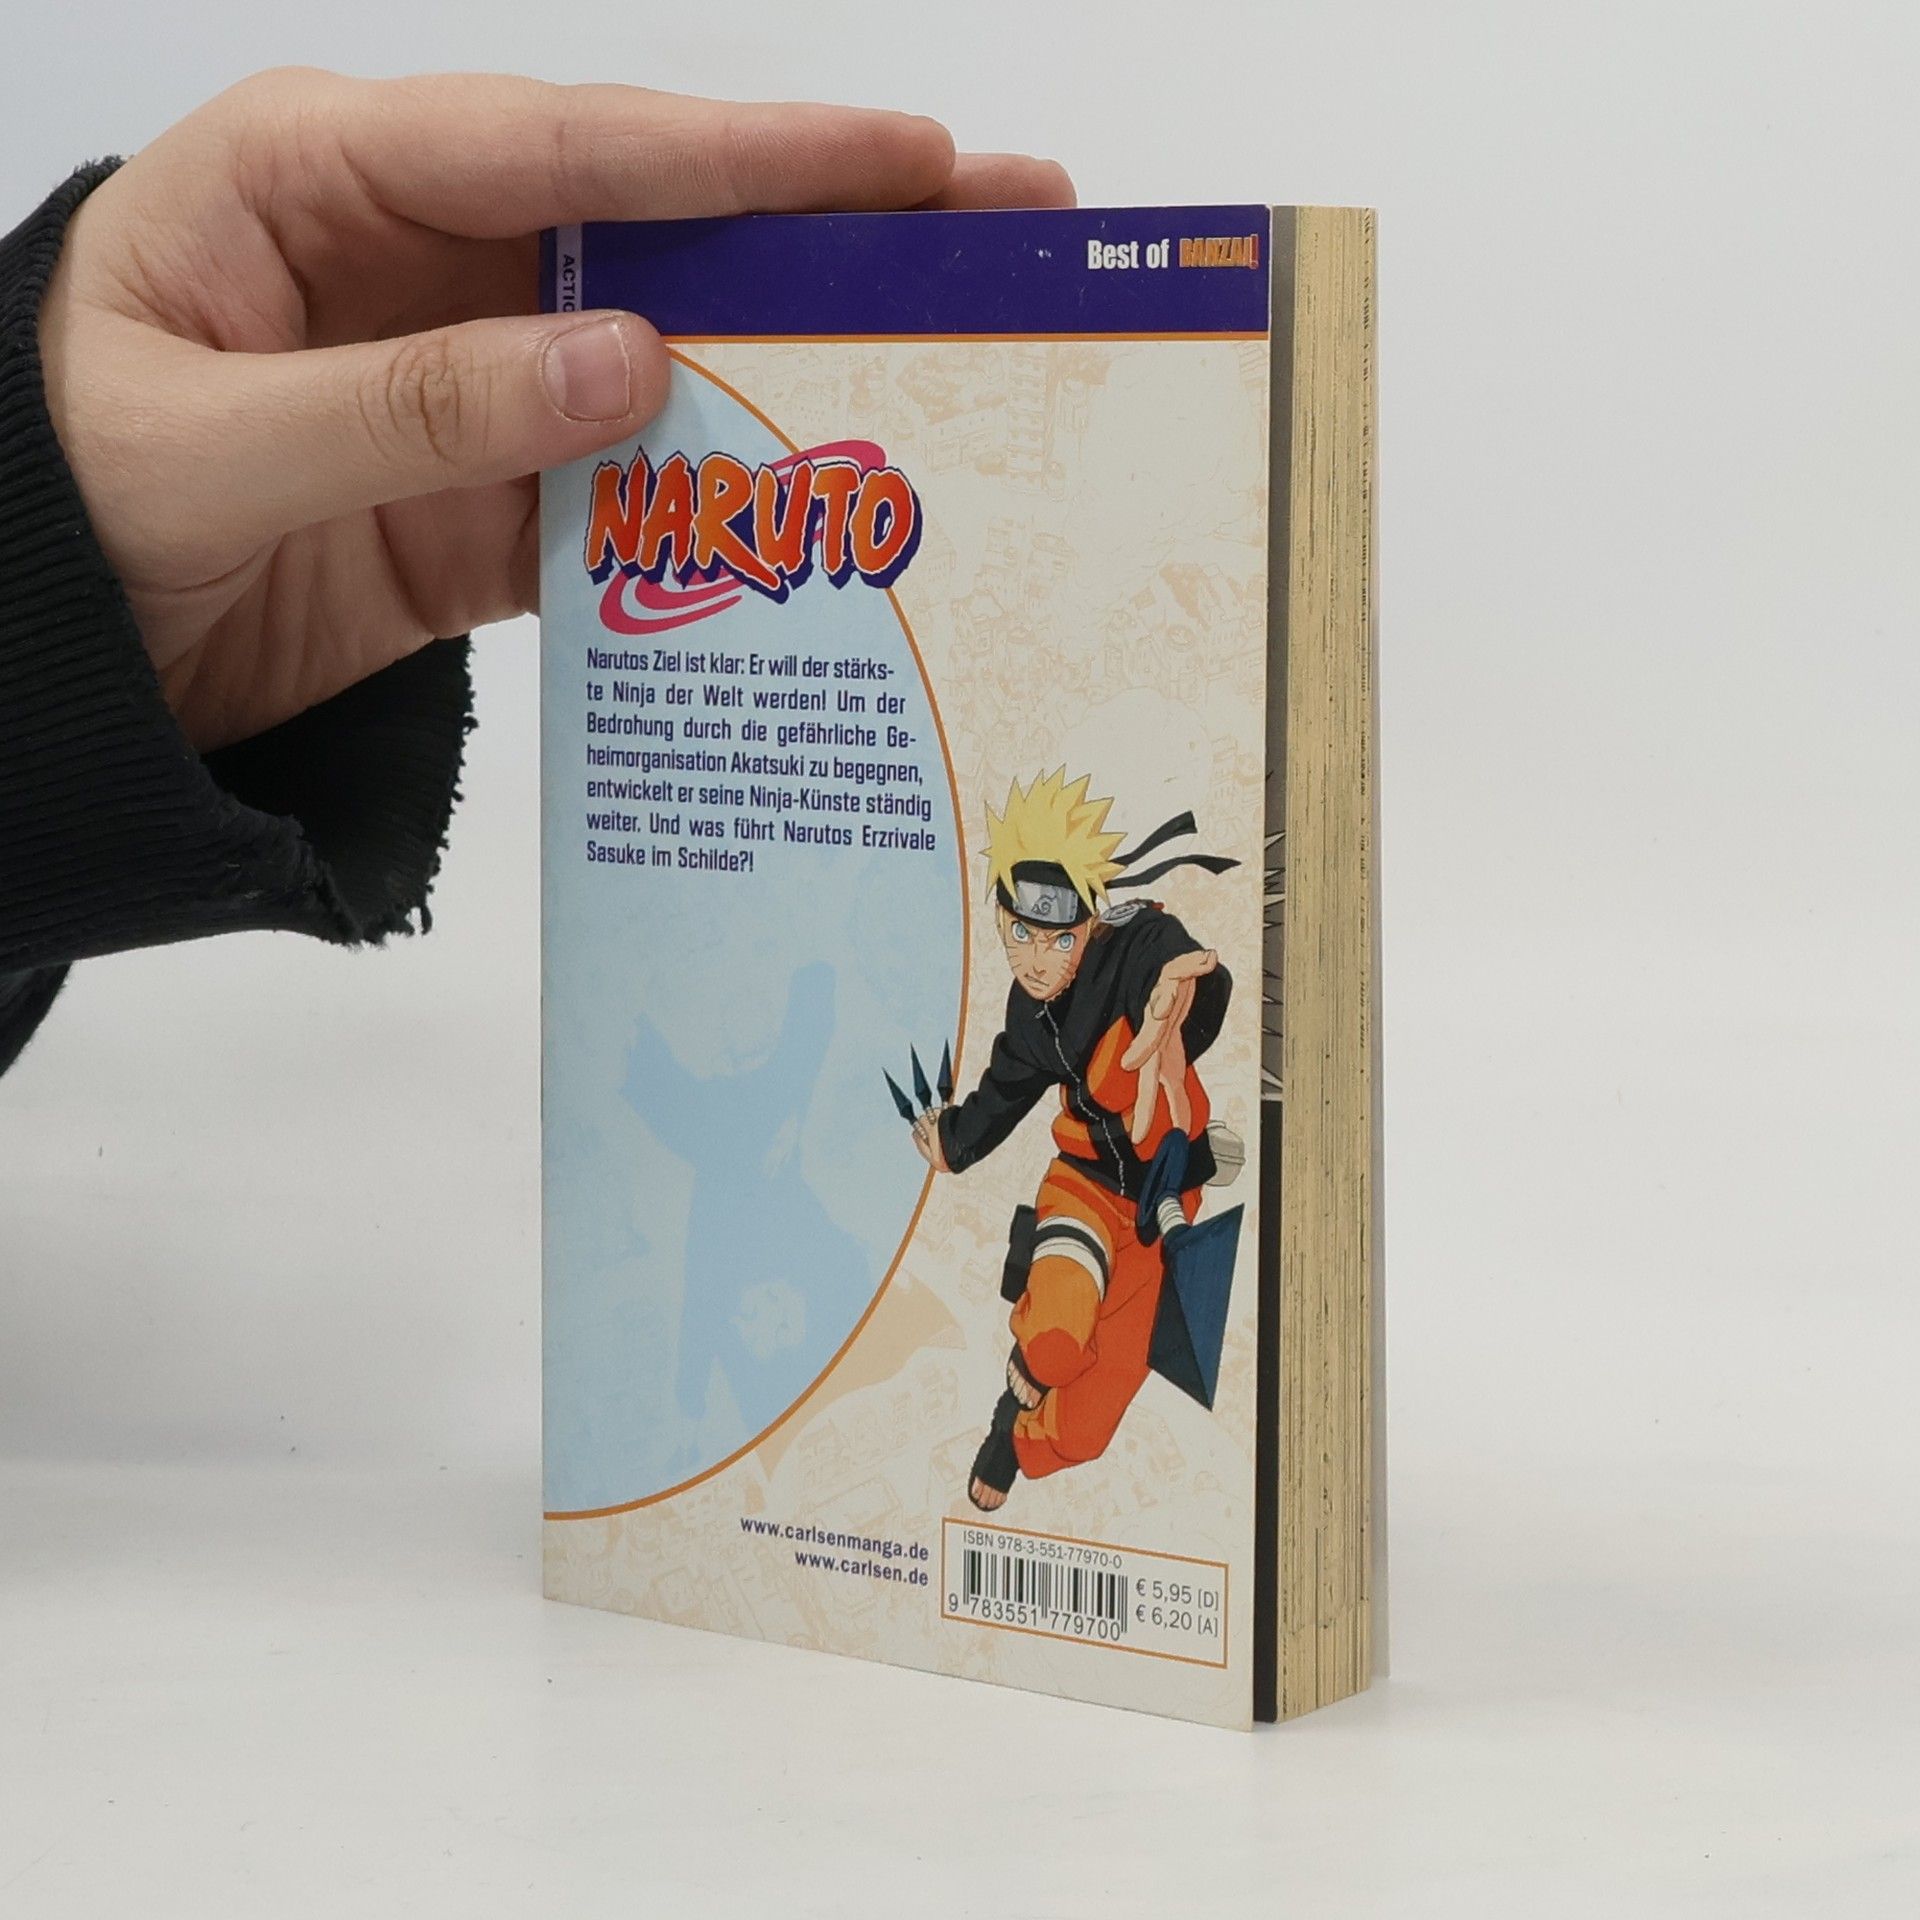 Best of BANZAI!
NARUTO
Narutos Ziel ist klar: Er will der stärks-
te Ninja der Welt werden! Um der
Bedrohung durch die gefährliche Ge-
heimorganisation Akatsuki zu begegnen,
entwickelt er seine Ninja-Künste ständig
weiter. Und was führt Narutos Erzrivale
Sasuke im Schilde?!
www.carlsenmanga.de
www.carlsen.de
ISBN 978-3-551-77970-0
€ 5,95 [D]
€ 6,20 [A]
9 783551 779700